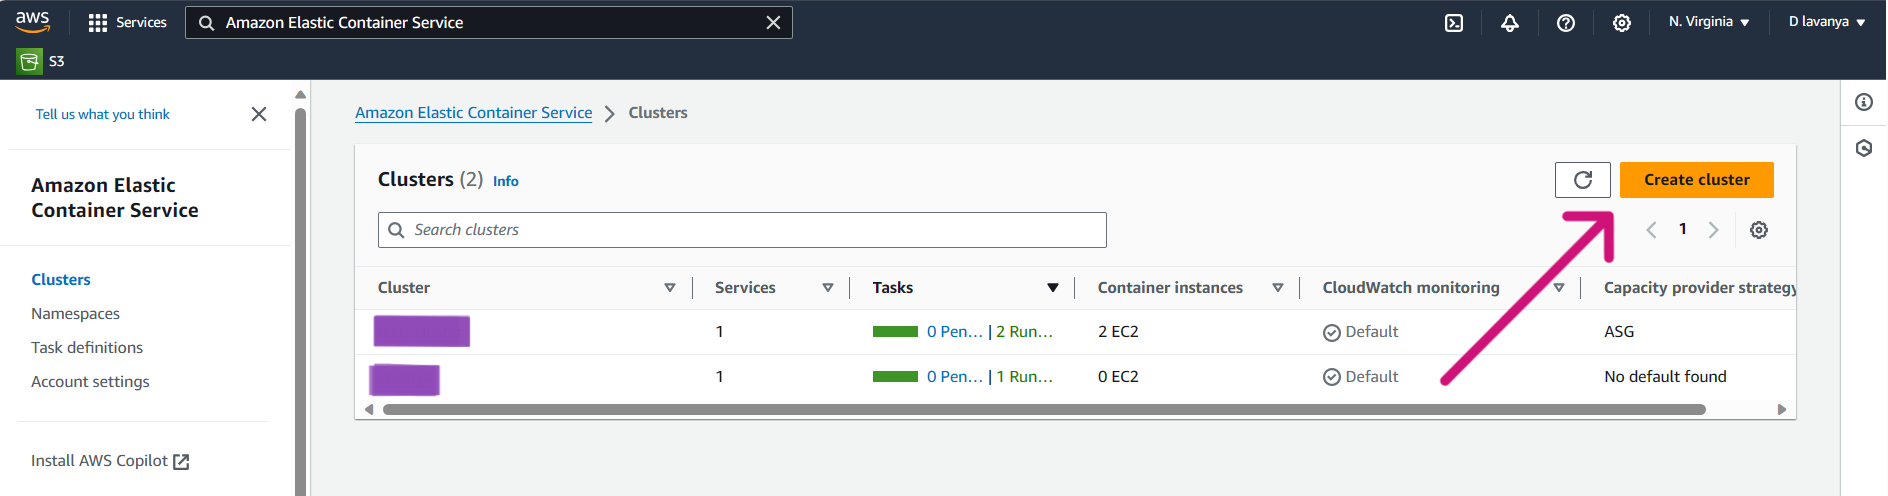 aws Services Amazon Elastic Container Service N. Virginia D lavanya
S3
Tell us what you think
Amazon Elastic
Container Service
Clusters
Namespaces
Task definitions
Account settings
Install AWS Copilot
Amazon Elastic Container Service > Clusters
Clusters (2) Info
Create cluster
Search clusters
1
Cluster Services Tasks Container instances CloudWatch monitoring Capacity provider strategy
1 0 Pen... | 2 Run... 2 EC2 Default ASG
1 0 Pen... | 1 Run... 0 EC2 Default No default found